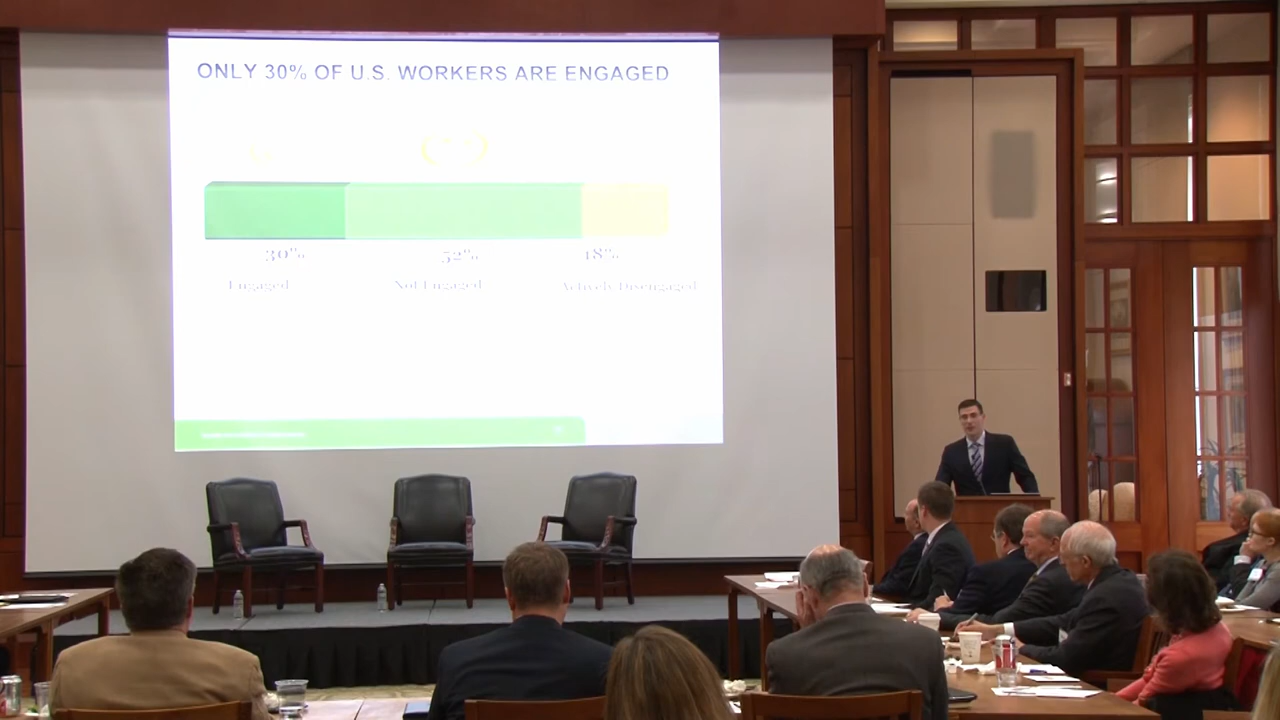 ONLY 30% OF U.S. WORKERS ARE ENGAGED
30% 52% 18%
Engaged Not Engaged Actively Disengaged